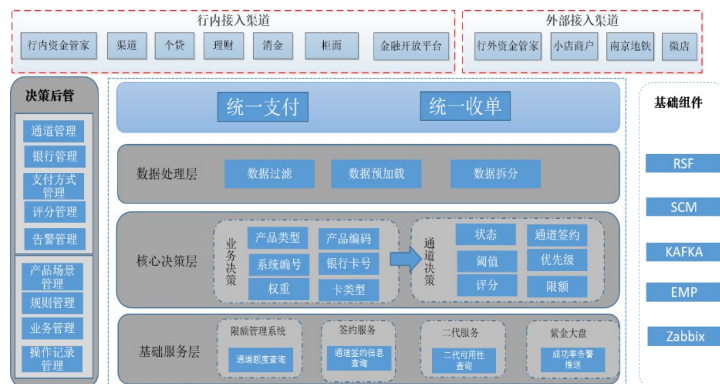 行内接入渠道
外部接入渠道
行内资金管家
渠道
个贷
理财
消金
柜面
金融开放平台
行外资金管家
小店商户
南京地铁
微店
决策后管
通道管理
银行管理
支付方式
管理
评分管理
告警管理
产品场景
管理
规则管理
业务管理
操作记录
管理
统一支付
统一收单
数据处理层
数据过滤
数据预加载
数据拆分
核心决策层
业务决策
产品类型
产品编码
系统编号
银行卡号
权重
卡类型
通道决策
状态
通道签约
阈值
优先级
评分
限额
基础服务层
限额管理系统
通道额度查询
签约服务
通道签约信息
查询
二代服务
二代可用性
查询
紫金大盘
成功率告警
推送
基础组件
RSF
SCM
KAFKA
EMP
Zabbix